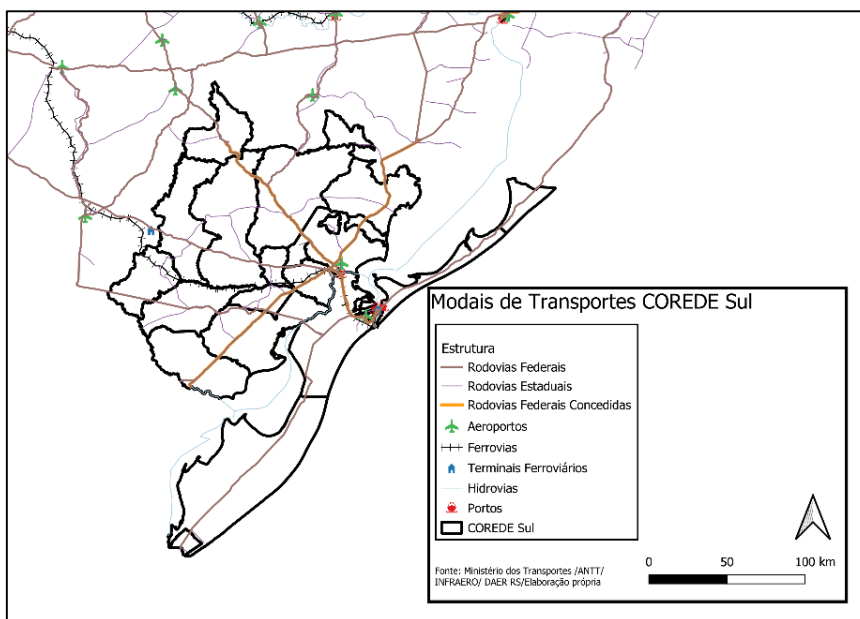 Modais de Transportes COREDE Sul
Estrutura
Rodovias Federais
Rodovias Estaduais
Rodovias Federais Concedidas
Aeroportos
Ferrovias
Terminais Ferroviários
Hidrovias
Portos
COREDE Sul
0 50 100 km
Fonte: Ministério dos Transportes /ANTT/
INFRAERO/ DAER RS/Elaboração própria